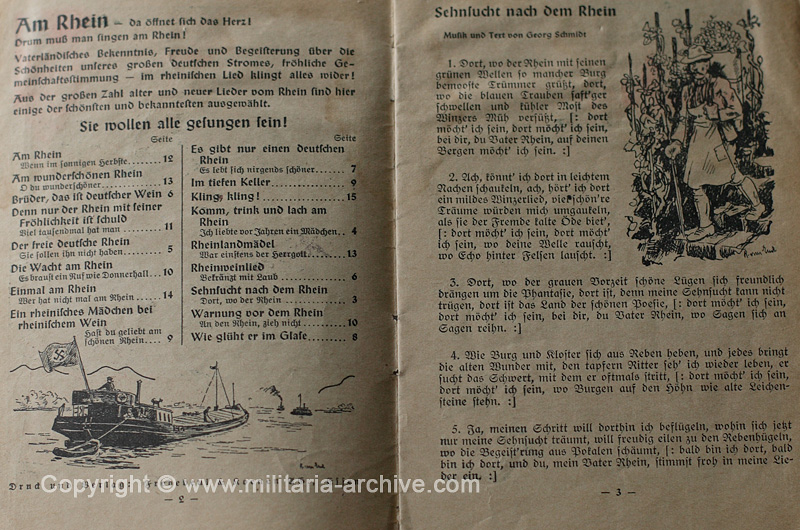 Am Rhein – da öffnet sich das Herz!
Drum muß man singen am Rhein!
Vaterländisches Bekenntnis, Freude und Begeisterung über die
Schönheiten unseres großen deutschen Stromes, fröhliche Ge-
meinschaftsstimmung – im rheinischen Lied klingt alles wider!
Aus der großen Zahl alter und neuer Lieder vom Rhein sind hier
einige der schönsten und bekanntesten ausgewählt.
Sie wollen alle gesungen sein!
Seite
Am Rhein
Wenn im sonnigen Herbste....... 12
Am wunderschönen Rhein
O du wunderschöner............ 13
Brüder, das ist deutscher Wein 6
Denn nur der Rhein mit seiner
Fröhlichkeit ist schuld
Viel tausendmal hat man ....... 11
Der freie deutsche Rhein
Sie sollen ihn nicht haben....... 5
Die Wacht am Rhein
Es braust ein Ruf wie Donnerhall... 10
Einmal am Rhein
Wer hat nicht mal am Rhein ...... 14
Ein rheinisches Mädchen bei
rheinischem Wein
Hast du geliebt am
schönen Rhein..... 9
Seite
Es gibt nur einen deutschen
Rhein
Es lebt sich nirgends schöner...... 7
Im tiefen Keller............ 9
Kling, kling!.............. 15
Komm, trink und lach am
Rhein
Ich liebte vor Jahren ein Mädchen.. 4
Rheinlandmädel
War einstens der Herrgott....... 13
Rheinweinlied
Bekränzt mit Laub .......... 6
Sehnsucht nach dem Rhein
Dort, wo der Rhein .......... 3
Warnung vor dem Rhein
An den Rhein, zieh nicht ........ 10
Wie glüht er im Glase....... 8
Druck und Verlag:
– 2 –
Sehnsucht nach dem Rhein
Musik und Text von Georg Schmidt
1. Dort, wo der Rhein mit seinen
grünen Wellen so mancher Burg
bemooste Trümmer grüßt, dort
wo die blauen Trauben saft'ger
schwellen und kühler Most des
Winzers Müh versüßt, [: dort
möcht' ich sein, dort möcht' ich sein,
bei dir, du Vater Rhein, auf deinen
Bergen möcht' ich sein. :]
2. Ach, könnt' ich dort in leichtem
Nachen schaukeln, ach, hört' ich dort
ein mildes Winzerlied, viel schön're
Träume würden mich umgaukeln,
als sie der Fremde kalte Öde biet',
[: dort möcht' ich sein, dort möcht'
ich sein, wo deine Welle rauscht,
wo Echo hinter Felsen lauscht. :]
3. Dort, wo der grauen Vorzeit schöne Lügen sich freundlich
drängen um die Phantasie, dort ist, denn meine Sehnsucht kann nicht
trügen, dort ist das Land der schönen Poesie, [: dort möcht' ich sein,
dort möcht' ich sein, bei dir, du Vater Rhein, wo Sagen sich an
Sagen reihn. :]
4. Wie Burg und Kloster sich aus Reben heben, und jedes bringt
die alten Wunder mit, den tapfern Ritter seh' ich wieder leben, er
sucht das Schwert, mit dem er oftmals stritt, [: dort möcht' ich sein,
dort möcht' ich sein, wo Burgen auf den Höhn wie alte Leichen-
steine stehn. :]
5. Ja, meinen Schritt will dorthin ich beflügeln, wohin sich jetzt
nur meine Sehnsucht träumt, will freudig eilen zu den Rebenhügeln,
wo die Begeist'rung aus Pokalen schäumt, [: bald bin ich dort, bald
bin ich dort, und du, mein Vater Rhein, stimmst froh in meine Lie-
der ein. :]
– 3 –
Copyright © www.militaria-archive.com